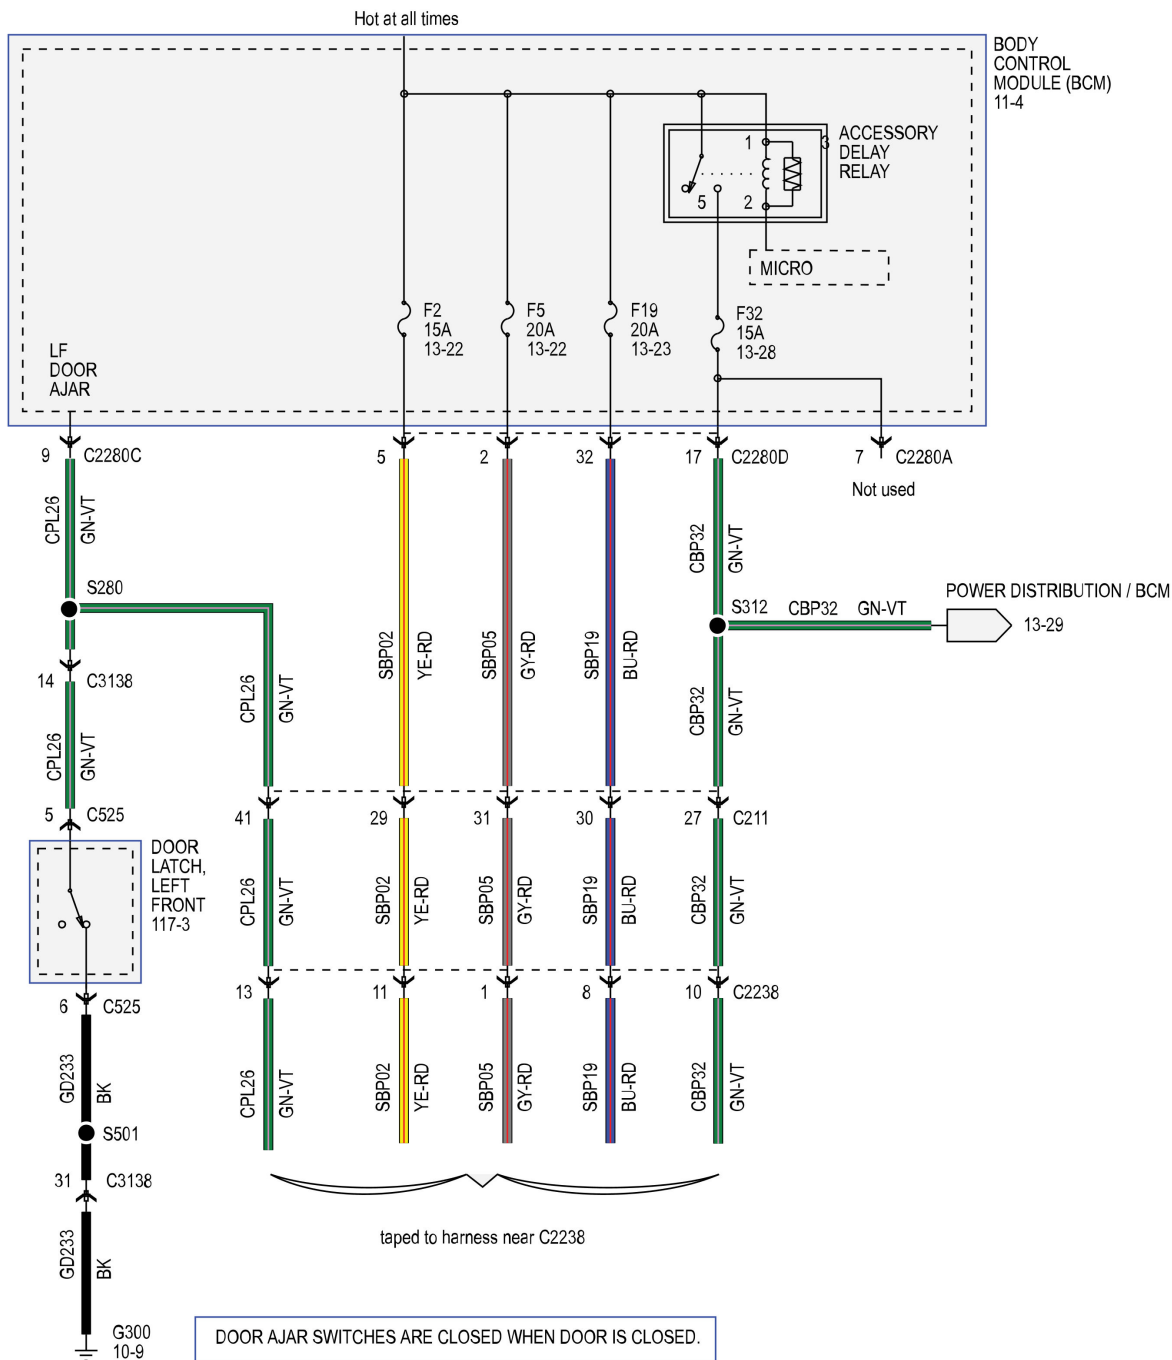 Hot at all times
BODY
CONTROL
MODULE (BCM)
11-4
ACCESSORY
DELAY
RELAY
1
3
5
2
MICRO
F2
15A
13-22
F5
20A
13-22
F19
20A
13-23
F32
15A
13-28
LF
DOOR
AJAR
9
C2280C
5
2
32
17
C2280D
7
C2280A
Not used
CPL26
GN-VT
CBP32
GN-VT
S280
POWER DISTRIBUTION / BCM
S312
CBP32
GN-VT
13-29
SBP02
YE-RD
SBP05
GY-RD
SBP19
BU-RD
14
C3138
CPL26
GN-VT
CBP32
GN-VT
CPL26
GN-VT
5
C525
41
29
31
30
27
C211
DOOR
LATCH,
LEFT
FRONT
117-3
CPL26
GN-VT
SBP02
YE-RD
SBP05
GY-RD
SBP19
BU-RD
CBP32
GN-VT
13
11
1
8
10
C2238
6
C525
GD233
BK
CPL26
GN-VT
SBP02
YE-RD
SBP05
GY-RD
SBP19
BU-RD
CBP32
GN-VT
S501
31
C3138
taped to harness near C2238
GD233
BK
G300
10-9
DOOR AJAR SWITCHES ARE CLOSED WHEN DOOR IS CLOSED.